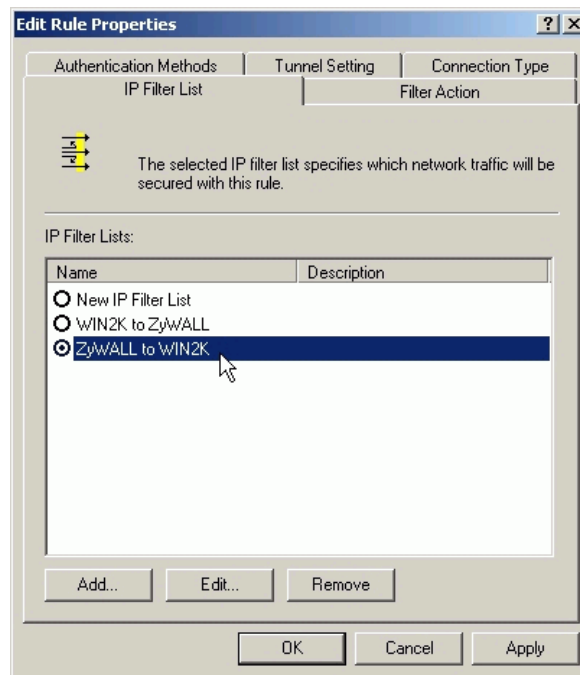 Edit Rule Properties
Authentication Methods
Tunnel Setting
Connection Type
IP Filter List
Filter Action
The selected IP filter list specifies which network traffic will be
secured with this rule.
IP Filter Lists:
Name
Description
New IP Filter List
WIN2K to ZyWALL
ZyWALL to WIN2K
Add...
Edit...
Remove
OK
Cancel
Apply